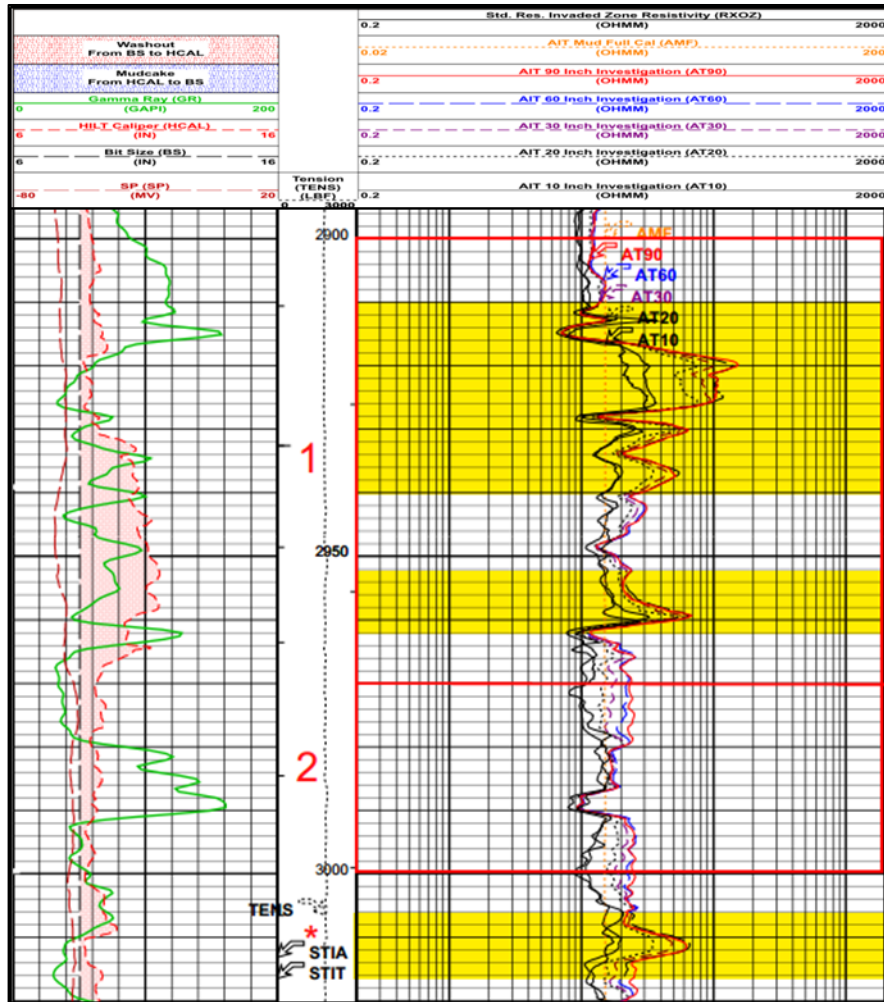 Washout
From BS to HCAL
Mudcake
From HCAL to BS
Gamma Ray (GR)
0 (GAPI) 200
HILT Caliper (HCAL)
6 (IN) 16
Bit Size (BS)
6 (IN) 16
SP (SP)
-80 (MV) 20
Tension
(TENS)
(LBF)
0 3000
Std. Res. Invaded Zone Resistivity (RXOZ)
0.2 (OHMM) 2000
AIT Mud Full Cal (AMF)
0.02 (OHMM) 200
AIT 90 Inch Investigation (AT90)
0.2 (OHMM) 2000
AIT 60 Inch Investigation (AT60)
0.2 (OHMM) 2000
AIT 30 Inch Investigation (AT30)
0.2 (OHMM) 2000
AIT 20 Inch Investigation (AT20)
0.2 (OHMM) 2000
AIT 10 Inch Investigation (AT10)
0.2 (OHMM) 2000
2900
AMF
AT90
AT60
AT30
AT20
AT10
1
2950
2
3000
TENS
*
STIA
STIT